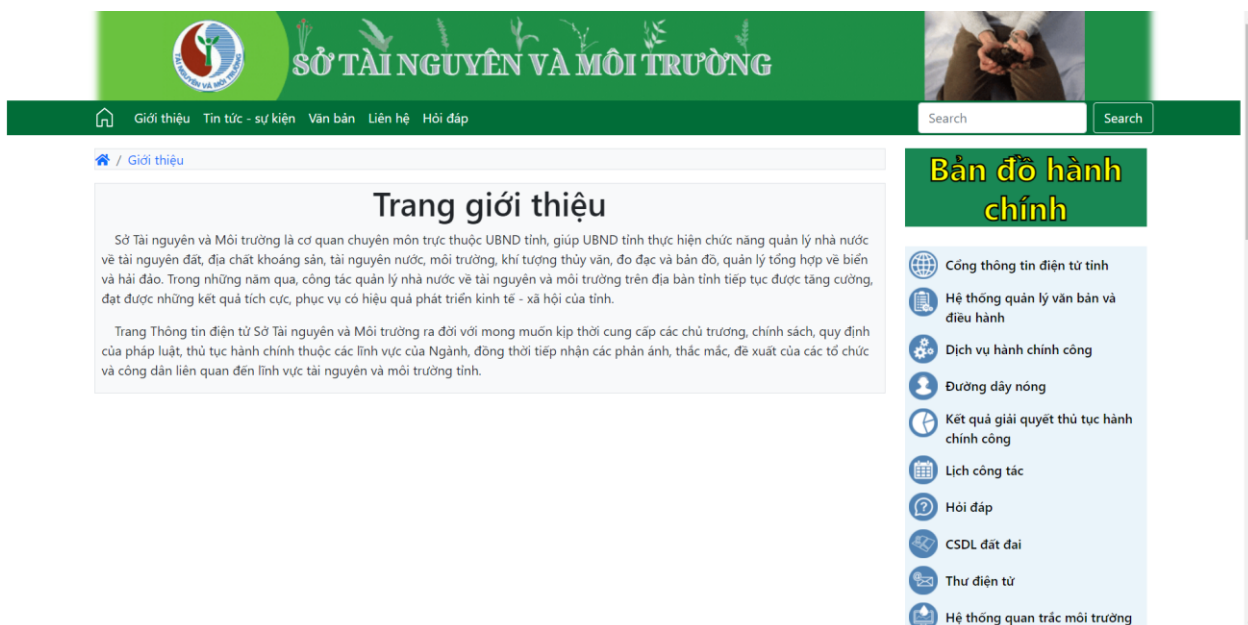 SỞ TÀI NGUYÊN VÀ MÔI TRƯỜNG
TÀI NGUYÊN VÀ MÔI TRƯỜNG
Giới thiệu Tin tức - sự kiện Văn bản Liên hệ Hỏi đáp
Search Search
/ Giới thiệu
Trang giới thiệu
Sở Tài nguyên và Môi trường là cơ quan chuyên môn trực thuộc UBND tỉnh, giúp UBND tỉnh thực hiện chức năng quản lý nhà nước
về tài nguyên đất, địa chất khoáng sản, tài nguyên nước, môi trường, khí tượng thủy văn, đo đạc và bản đồ, quản lý tổng hợp về biển
và hải đảo. Trong những năm qua, công tác quản lý nhà nước về tài nguyên và môi trường trên địa bàn tỉnh tiếp tục được tăng cường,
đạt được những kết quả tích cực, phục vụ có hiệu quả phát triển kinh tế - xã hội của tỉnh.
Trang Thông tin điện tử Sở Tài nguyên và Môi trường ra đời với mong muốn kịp thời cung cấp các chủ trương, chính sách, quy định
của pháp luật, thủ tục hành chính thuộc các lĩnh vực của Ngành, đồng thời tiếp nhận các phản ánh, thắc mắc, đề xuất của các tổ chức
và công dân liên quan đến lĩnh vực tài nguyên và môi trường tỉnh.
Bản đồ hành
chính
Cổng thông tin điện tử tỉnh
Hệ thống quản lý văn bản và
điều hành
Dịch vụ hành chính công
Đường dây nóng
Kết quả giải quyết thủ tục hành
chính công
Lịch công tác
Hỏi đáp
CSDL đất đai
Thư điện tử
Hệ thống quan trắc môi trường